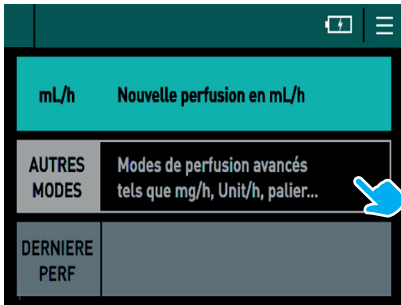 mL/h
Nouvelle perfusion en mL/h
AUTRES
MODES
Modes de perfusion avancés
tels que mg/h, Unit/h, palier...
DERNIERE
PERF